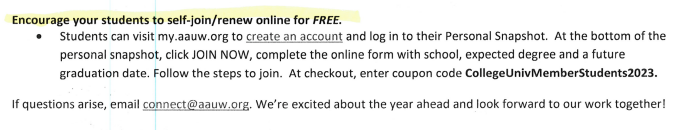 Encourage your students to self-join/renew online for FREE.
• Students can visit my.aauw.org to create an account and log in to their Personal Snapshot. At the bottom of the
personal snapshot, click JOIN NOW, complete the online form with school, expected degree and a future
graduation date. Follow the steps to join. At checkout, enter coupon code CollegeUnivMemberStudents2023.
If questions arise, email connect@aauw.org. We're excited about the year ahead and look forward to our work together!